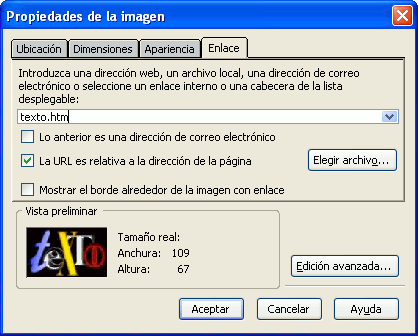 Propiedades de la imagen
Ubicación Dimensiones Apariencia Enlace
Introduzca una dirección web, un archivo local, una dirección de correo
electrónico o seleccione un enlace interno o una cabecera de la lista
desplegable:
texto.htm
Lo anterior es una dirección de correo electrónico
La URL es relativa a la dirección de la página
Elegir archivo...
Mostrar el borde alrededor de la imagen con enlace
Vista preliminar
teXTo
Tamaño real:
Anchura: 109
Altura: 67
Edición avanzada...
Aceptar Cancelar Ayuda